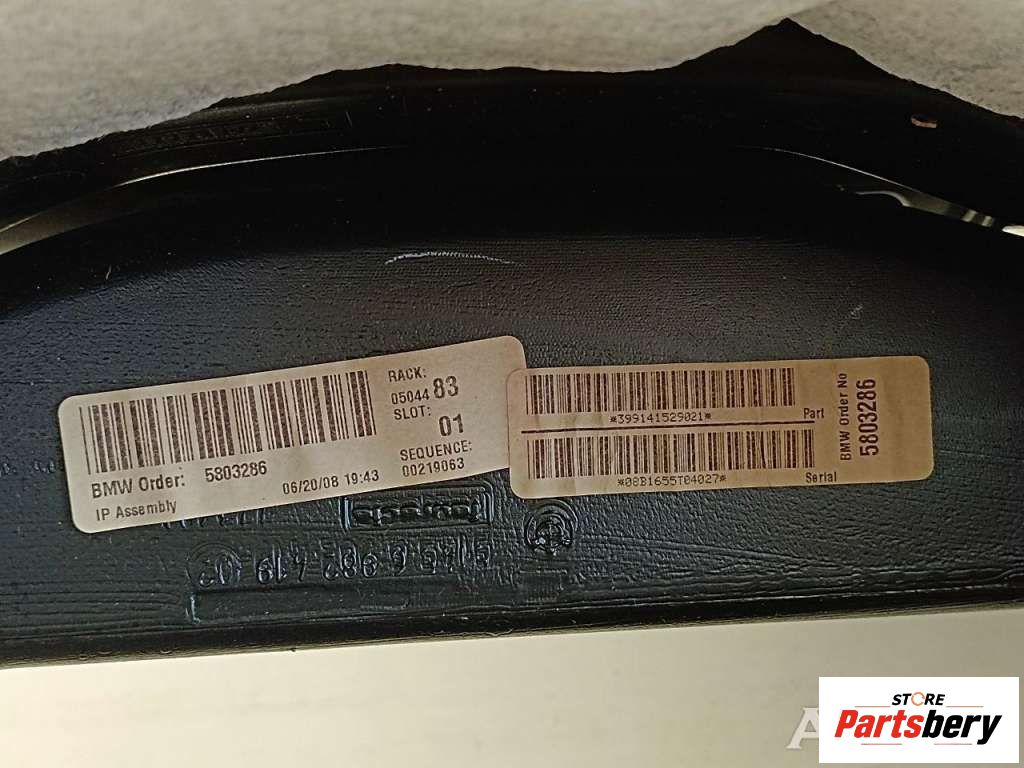 RACK:
05044 83
SLOT:
01
SEQUENCE:
00219063
BMW Order: 5803286
06/20/08 19:43
IP Assembly
*399141529021*
Part
*08B1655T04027*
Serial
BMW Order No
5803286
faurecia
STORE
Partsbery